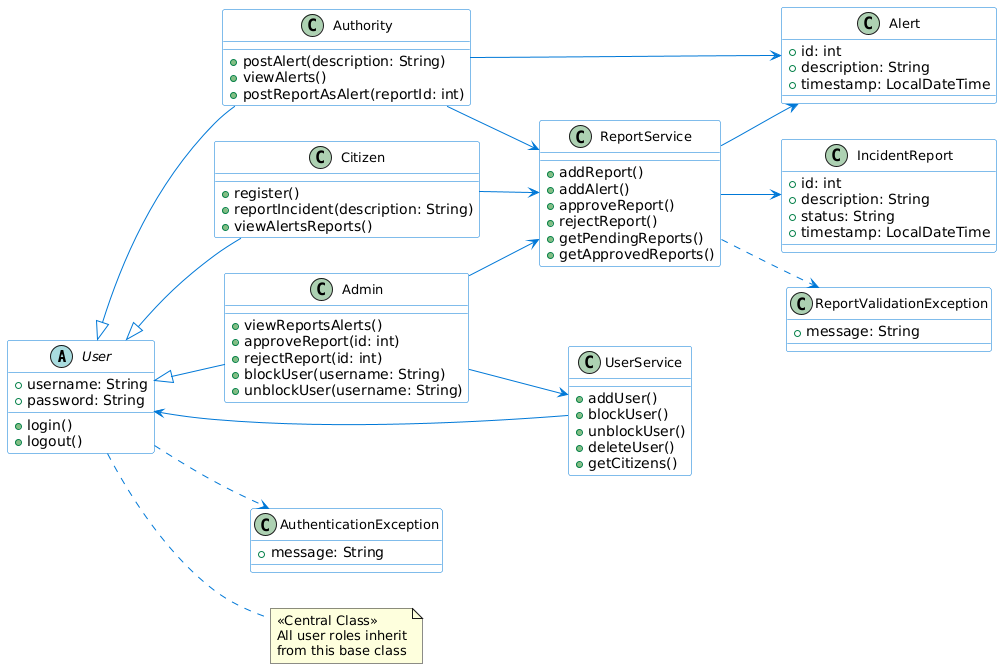 C Authority
postAlert(description: String)
viewAlerts()
postReportAsAlert(reportId: int)
C Alert
id: int
description: String
timestamp: LocalDateTime
C Citizen
register()
reportIncident(description: String)
viewAlertsReports()
C ReportService
addReport()
addAlert()
approveReport()
rejectReport()
getPendingReports()
getApprovedReports()
C IncidentReport
id: int
description: String
status: String
timestamp: LocalDateTime
C Admin
viewReportsAlerts()
approveReport(id: int)
rejectReport(id: int)
blockUser(username: String)
unblockUser(username: String)
C ReportValidationException
message: String
A User
username: String
password: String
login()
logout()
C UserService
addUser()
blockUser()
unblockUser()
deleteUser()
getCitizens()
C AuthenticationException
message: String
«Central Class»
All user roles inherit
from this base class